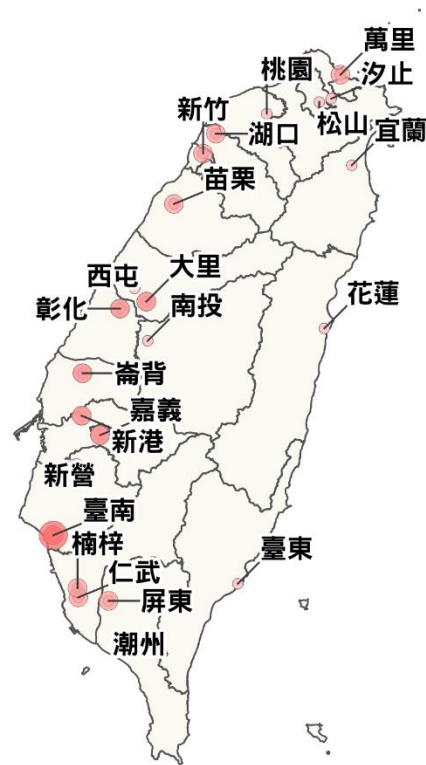 萬里
桃園
汐止
新竹
松山
湖口
宜蘭
苗栗
西屯
大里
花蓮
彰化
南投
崙背
嘉義
新港
新營
臺南
楠梓
臺東
仁武
屏東
潮州